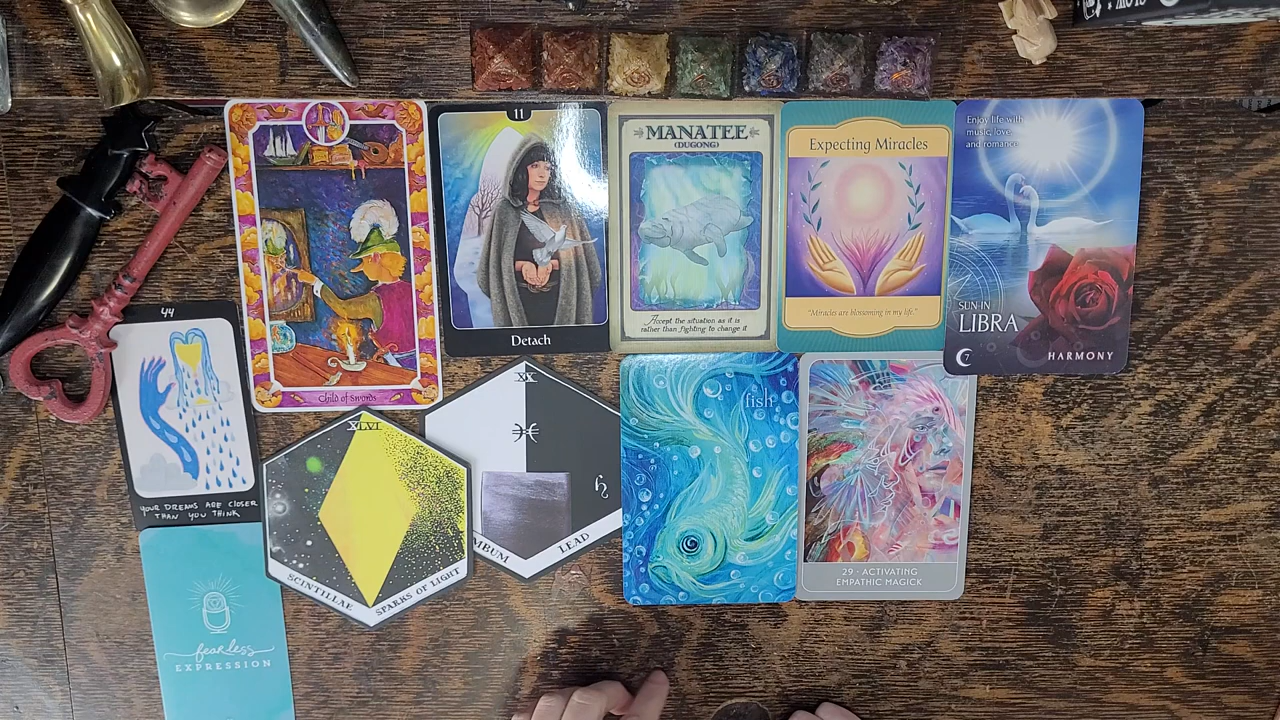 Child of Swords
11
Detach
MANATEE
(DUGONG)
Accept the situation as it is
rather than fighting to change it
Expecting Miracles
"Miracles are blossoming in my life."
Enjoy life with
music, love,
and romance.
SUN IN
LIBRA
7
HARMONY
44
YOUR DREAMS ARE CLOSER
THAN YOU THINK
XLVI
SCINTILLAE
SPARKS OF LIGHT
XX
MBUM
LEAD
fish
29 · ACTIVATING
EMPATHIC MAGICK
fearless
EXPRESSION